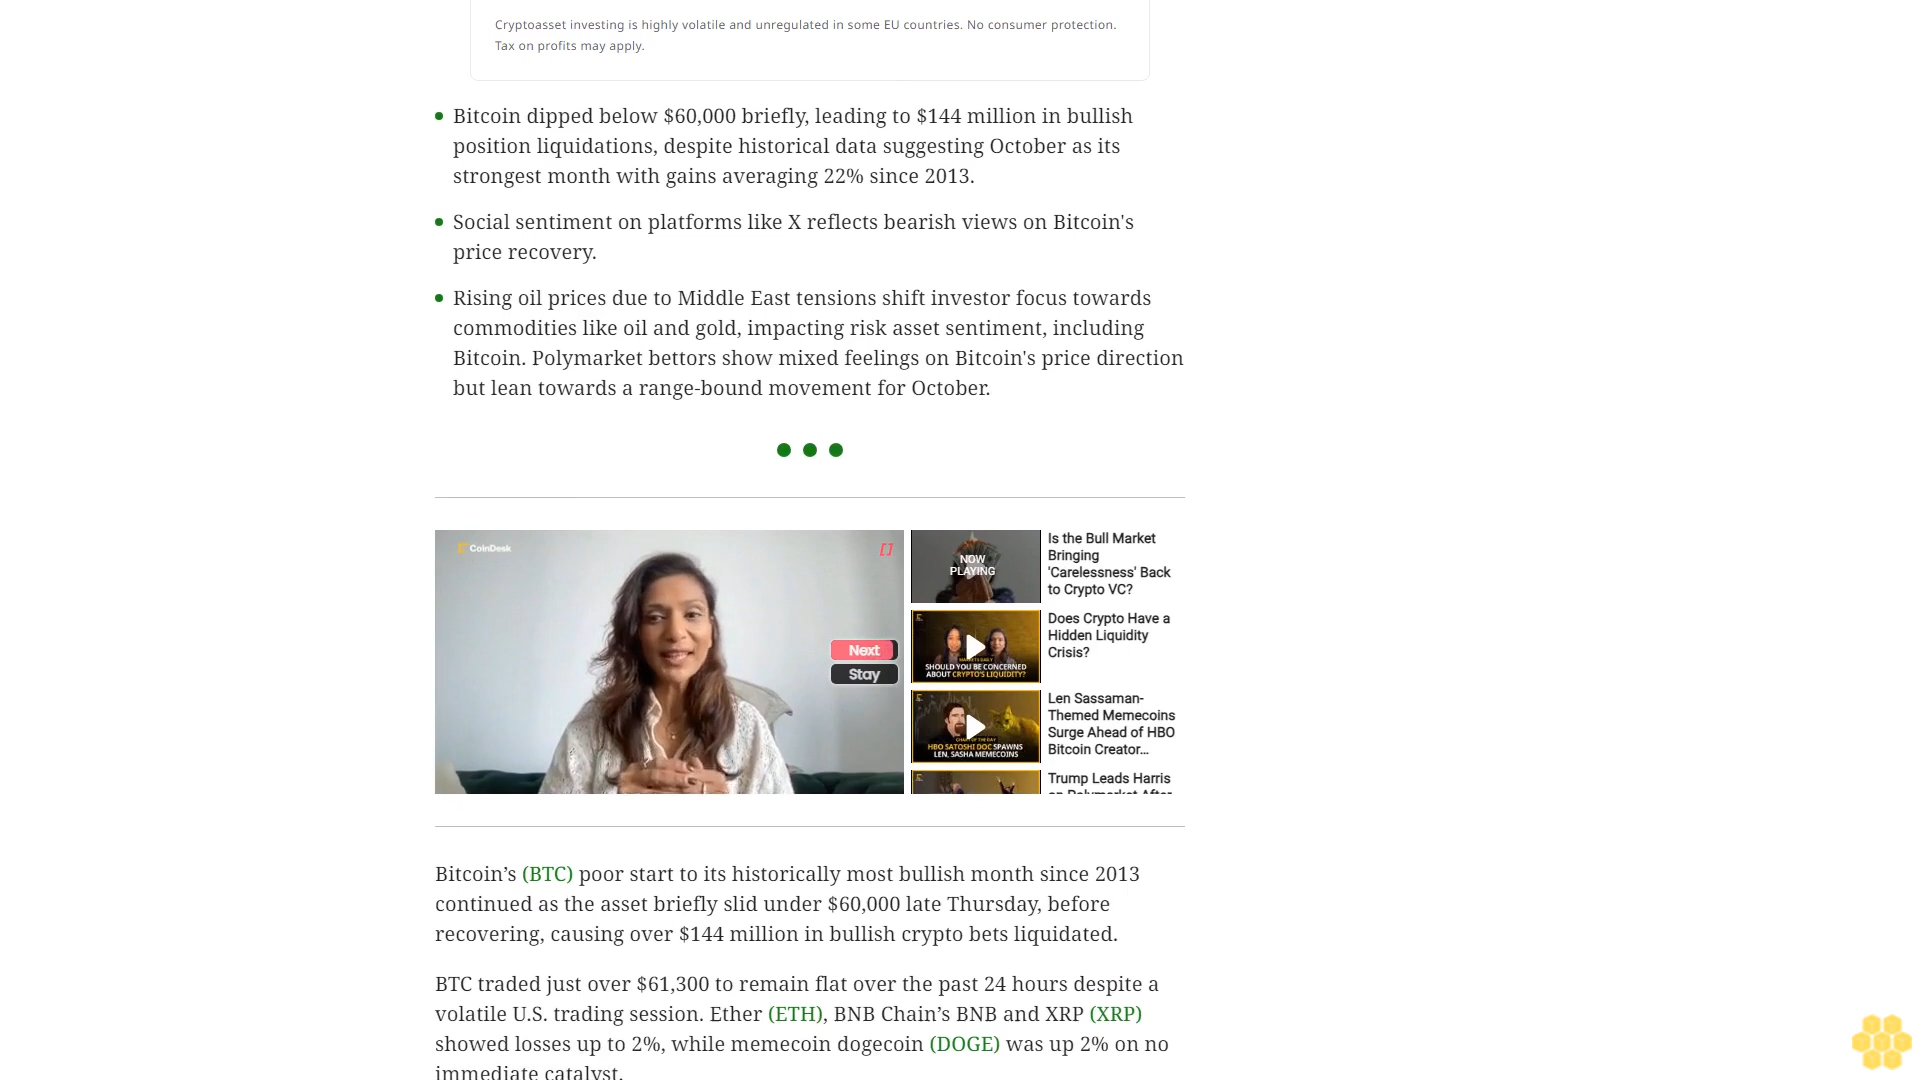 Cryptoasset investing is highly volatile and unregulated in some EU countries. No consumer protection.
Tax on profits may apply.
Bitcoin dipped below $60,000 briefly, leading to $144 million in bullish
position liquidations, despite historical data suggesting October as its
strongest month with gains averaging 22% since 2013.
Social sentiment on platforms like X reflects bearish views on Bitcoin's
price recovery.
Rising oil prices due to Middle East tensions shift investor focus towards
commodities like oil and gold, impacting risk asset sentiment, including
Bitcoin. Polymarket bettors show mixed feelings on Bitcoin's price direction
but lean towards a range-bound movement for October.
CoinDesk
Next
Stay
NOW
PLAYING
Is the Bull Market
Bringing
'Carelessness' Back
to Crypto VC?
MARKETS DAILY
SHOULD YOU BE CONCERNED
ABOUT CRYPTO'S LIQUIDITY?
Does Crypto Have a
Hidden Liquidity
Crisis?
CHART OF THE DAY
HBO SATOSHI DOC SPAWNS
LEN, SASHA MEMECOINS
Len Sassaman-
Themed Memecoins
Surge Ahead of HBO
Bitcoin Creator...
Trump Leads Harris
on Polymarket After
Bitcoin’s (BTC) poor start to its historically most bullish month since 2013
continued as the asset briefly slid under $60,000 late Thursday, before
recovering, causing over $144 million in bullish crypto bets liquidated.
BTC traded just over $61,300 to remain flat over the past 24 hours despite a
volatile U.S. trading session. Ether (ETH), BNB Chain’s BNB and XRP (XRP)
showed losses up to 2%, while memecoin dogecoin (DOGE) was up 2% on no
immediate catalyst.